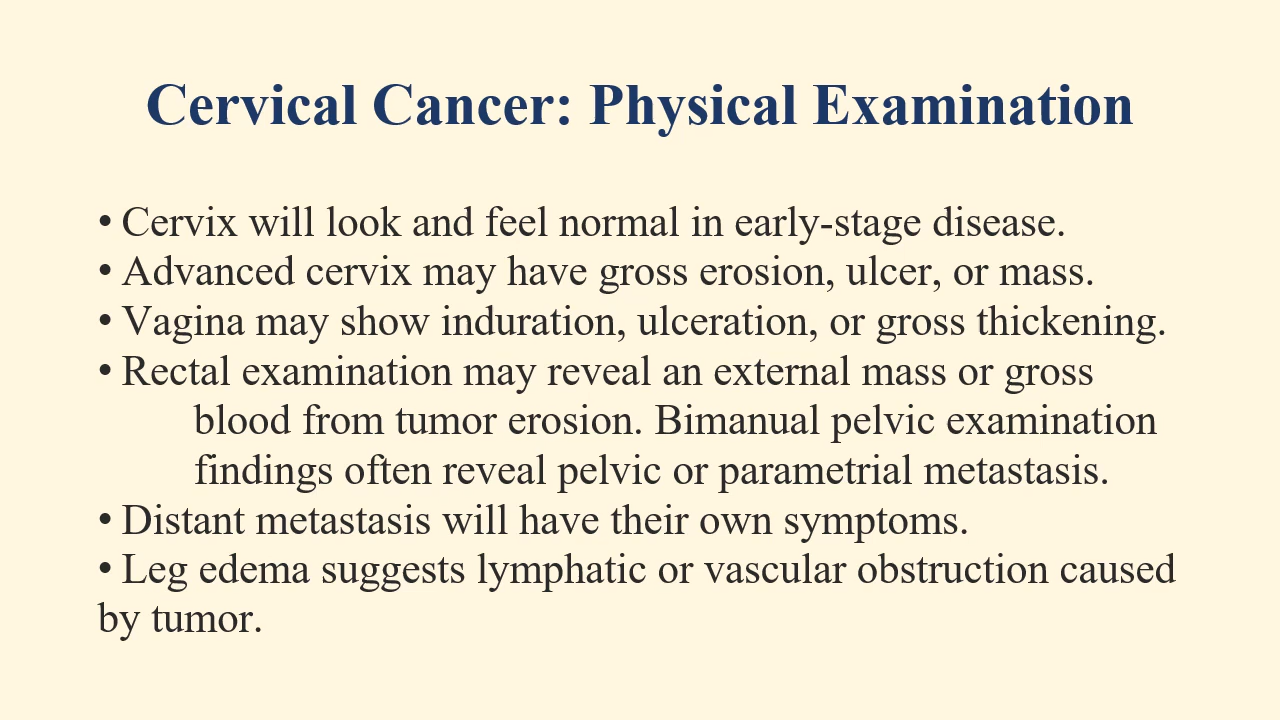 Cervical Cancer: Physical Examination
• Cervix will look and feel normal in early-stage disease.
• Advanced cervix may have gross erosion, ulcer, or mass.
• Vagina may show induration, ulceration, or gross thickening.
• Rectal examination may reveal an external mass or gross
blood from tumor erosion. Bimanual pelvic examination
findings often reveal pelvic or parametrial metastasis.
• Distant metastasis will have their own symptoms.
• Leg edema suggests lymphatic or vascular obstruction caused
by tumor.